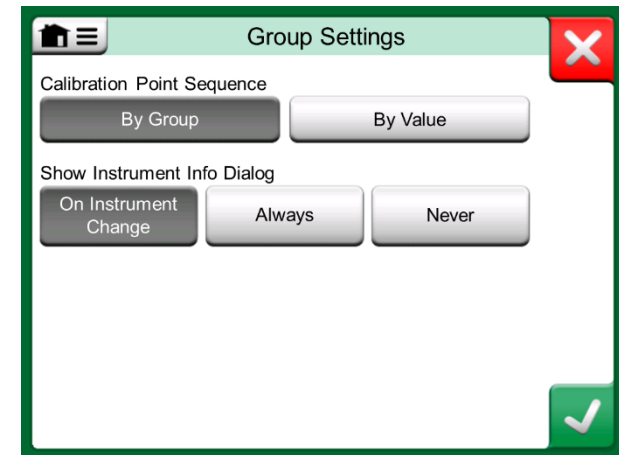 Group Settings
Calibration Point Sequence
By Group
By Value
Show Instrument Info Dialog
On Instrument
Change
Always
Never